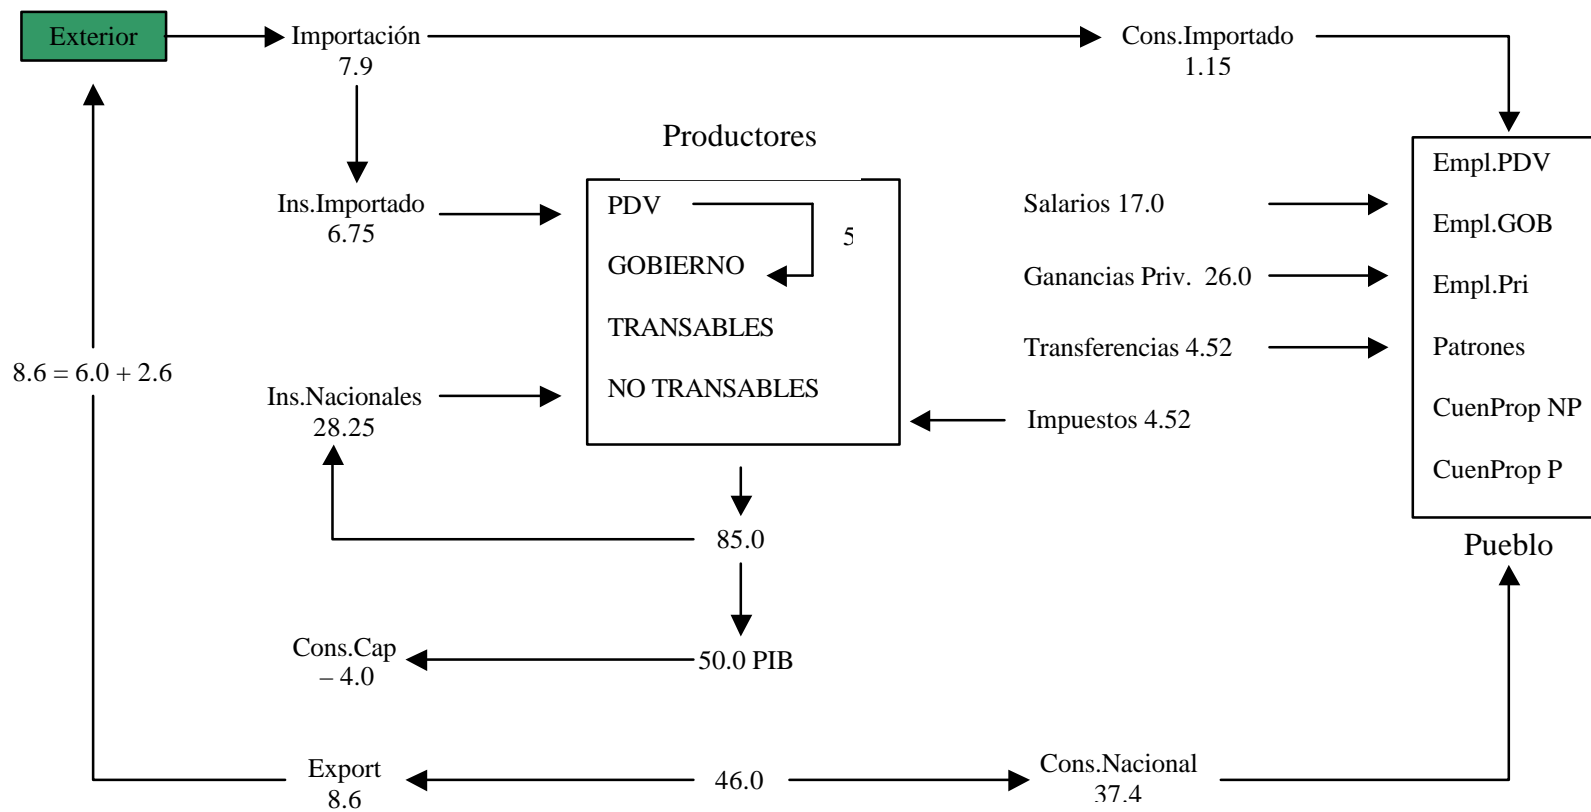 Exterior
Importación
7.9
Cons.Importado
1.15
Productores
Ins.Importado
6.75
PDV
5
GOBIERNO
TRANSABLES
NO TRANSABLES
Salarios 17.0
Ganancias Priv. 26.0
Transferencias 4.52
Impuestos 4.52
Empl.PDV
Empl.GOB
Empl.Pri
Patrones
CuenProp NP
CuenProp P
Pueblo
8.6 = 6.0 + 2.6
Ins.Nacionales
28.25
85.0
Cons.Cap
– 4.0
50.0 PIB
Export
8.6
46.0
Cons.Nacional
37.4